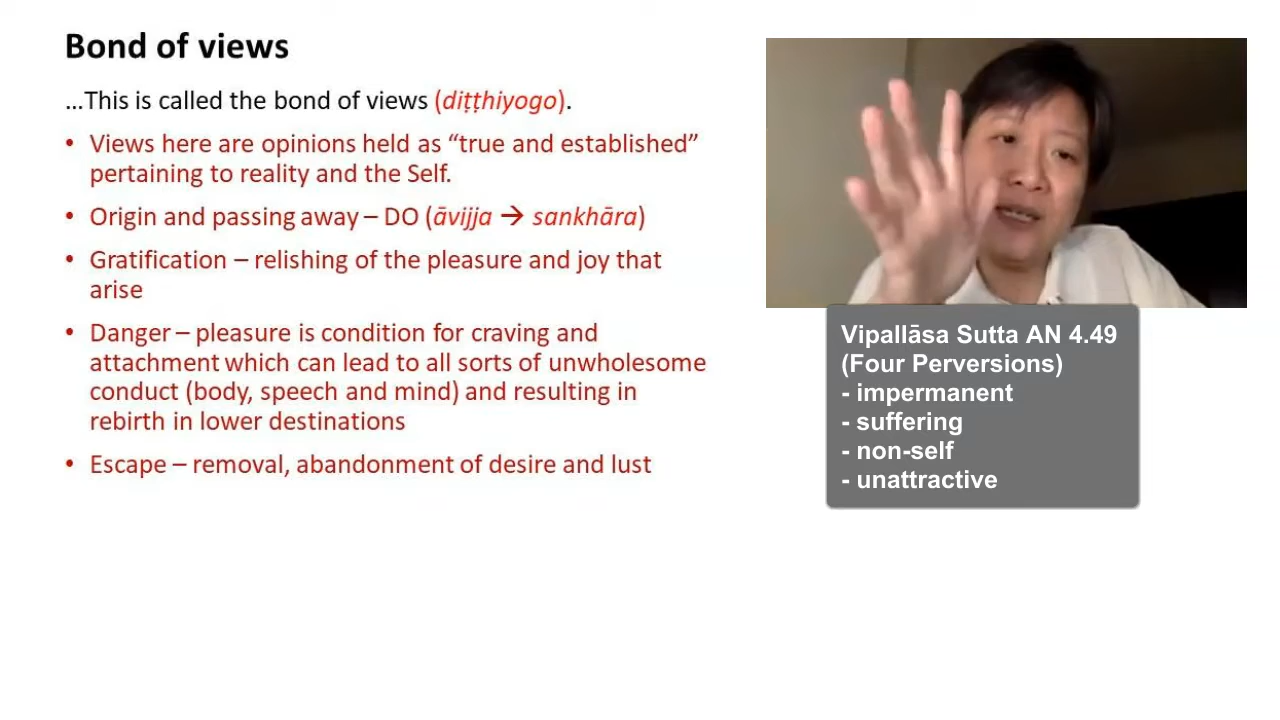 Bond of views
…This is called the bond of views (diṭṭhiyogo).
• Views here are opinions held as “true and established”
pertaining to reality and the Self.
• Origin and passing away – DO (āvijja → sankhāra)
• Gratification – relishing of the pleasure and joy that
arise
• Danger – pleasure is condition for craving and
attachment which can lead to all sorts of unwholesome
conduct (body, speech and mind) and resulting in
rebirth in lower destinations
• Escape – removal, abandonment of desire and lust
Vipallāsa Sutta AN 4.49
(Four Perversions)
- impermanent
- suffering
- non-self
- unattractive